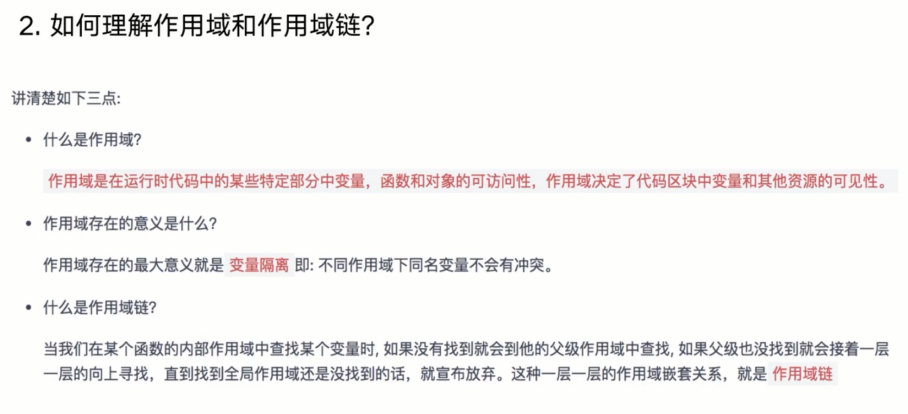 2. 如何理解作用域和作用域链?
讲清楚如下三点:
• 什么是作用域?
作用域是在运行时代码中的某些特定部分中变量，函数和对象的可访问性，作用域决定了代码区块中变量和其他资源的可见性。
• 作用域存在的意义是什么?
作用域存在的最大意义就是 变量隔离 即: 不同作用域下同名变量不会有冲突。
• 什么是作用域链?
当我们在某个函数的内部作用域中查找某个变量时, 如果没有找到就会到他的父级作用域中查找, 如果父级也没找到就会接着一层
一层的向上寻找，直到找到全局作用域还是没找到的话，就宣布放弃。这种一层一层的作用域嵌套关系，就是 作用域链